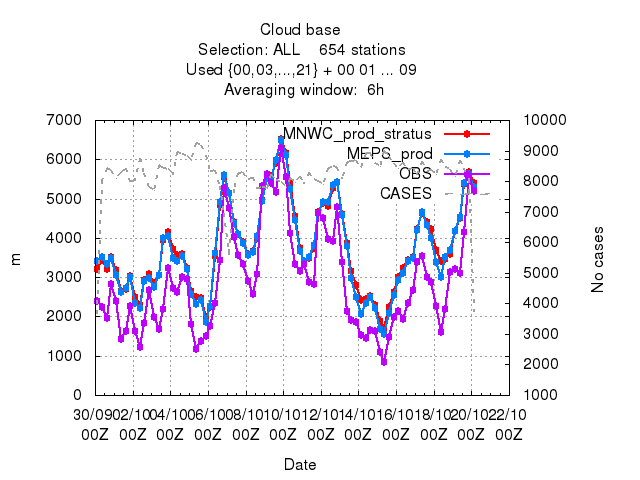 Cloud base
Selection: ALL    654 stations
Used {00,03,...,21} + 00 01 ... 09
Averaging window:  6h
7000
6000
5000
4000
3000
2000
1000
0
m
MNWC_prod_stratus
MEPS_prod
OBS
CASES
10000
9000
8000
7000
6000
5000
4000
3000
2000
1000
No cases
30/09 02/10 04/10 06/10 08/10 10/10 12/10 14/10 16/10 18/10 20/10 22/10
00Z 00Z 00Z 00Z 00Z 00Z 00Z 00Z 00Z 00Z 00Z 00Z
Date